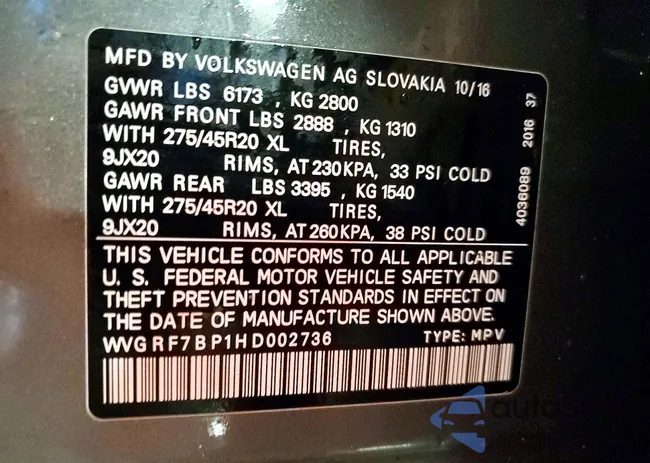 MFD BY VOLKSWAGEN AG SLOVAKIA 10/16
GVWR LBS 6173 , KG 2800
GAWR FRONT LBS 2888 , KG 1310
WITH 275/45R20 XL TIRES,
9JX20 RIMS, AT 230KPA, 33 PSI COLD
GAWR REAR LBS 3395 , KG 1540
WITH 275/45R20 XL TIRES,
9JX20 RIMS, AT 260KPA, 38 PSI COLD
THIS VEHICLE CONFORMS TO ALL APPLICABLE
U. S. FEDERAL MOTOR VEHICLE SAFETY AND
THEFT PREVENTION STANDARDS IN EFFECT ON
THE DATE OF MANUFACTURE SHOWN ABOVE.
WVGRF7BP1HD002736 TYPE: MPV
4036089 2016 37